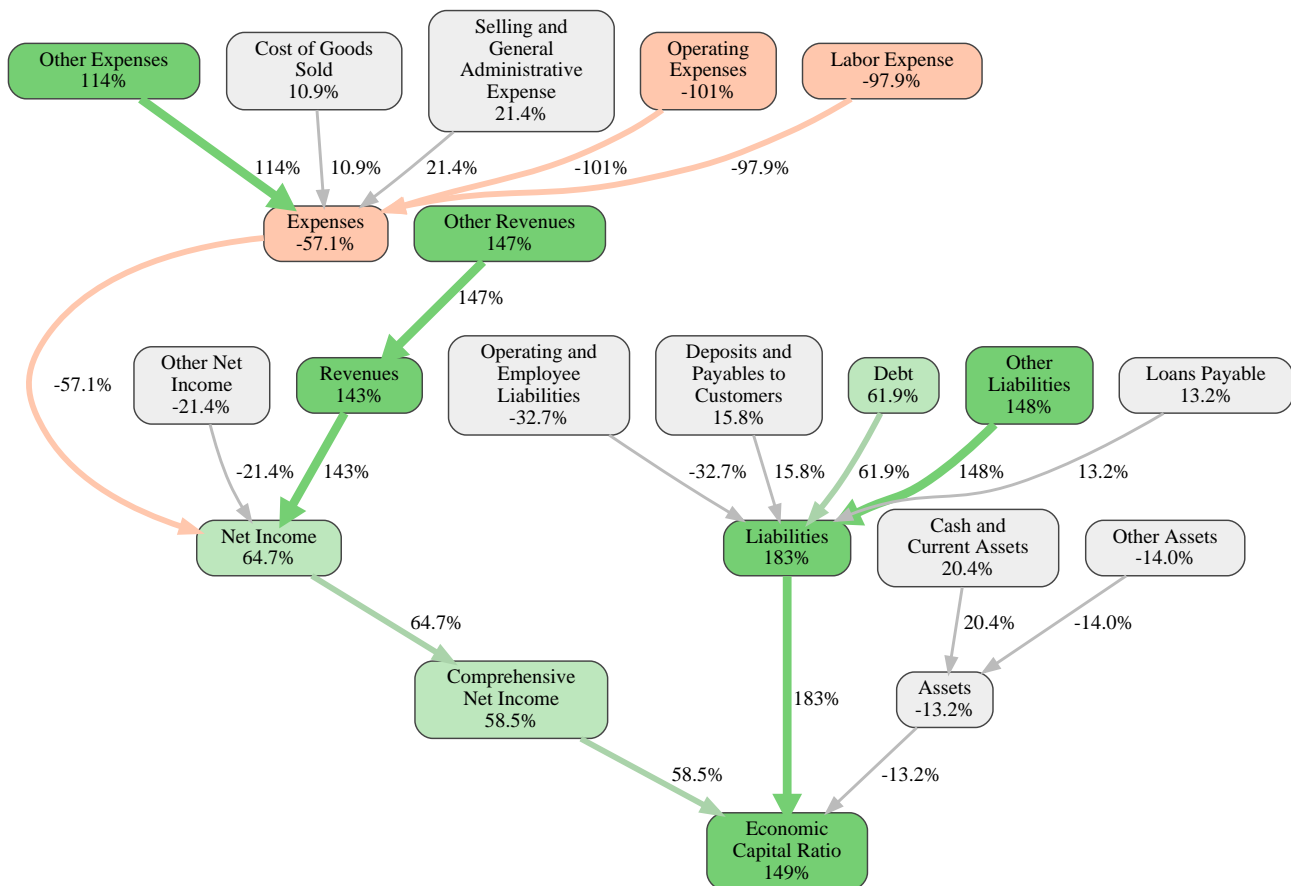 Other Expenses
114%
Cost of Goods
Sold
10.9%
Selling and
General
Administrative
Expense
21.4%
Operating
Expenses
-101%
Labor Expense
-97.9%
114%
10.9%
21.4%
-101%
-97.9%
Expenses
-57.1%
Other Revenues
147%
147%
-57.1%
Other Net
Income
-21.4%
Revenues
143%
Operating and
Employee
Liabilities
-32.7%
Deposits and
Payables to
Customers
15.8%
Debt
61.9%
Other
Liabilities
148%
Loans Payable
13.2%
-21.4%
143%
-32.7%
15.8%
61.9%
148%
13.2%
Net Income
64.7%
Liabilities
183%
Cash and
Current Assets
20.4%
Other Assets
-14.0%
64.7%
20.4%
-14.0%
Comprehensive
Net Income
58.5%
183%
Assets
-13.2%
58.5%
-13.2%
Economic
Capital Ratio
149%